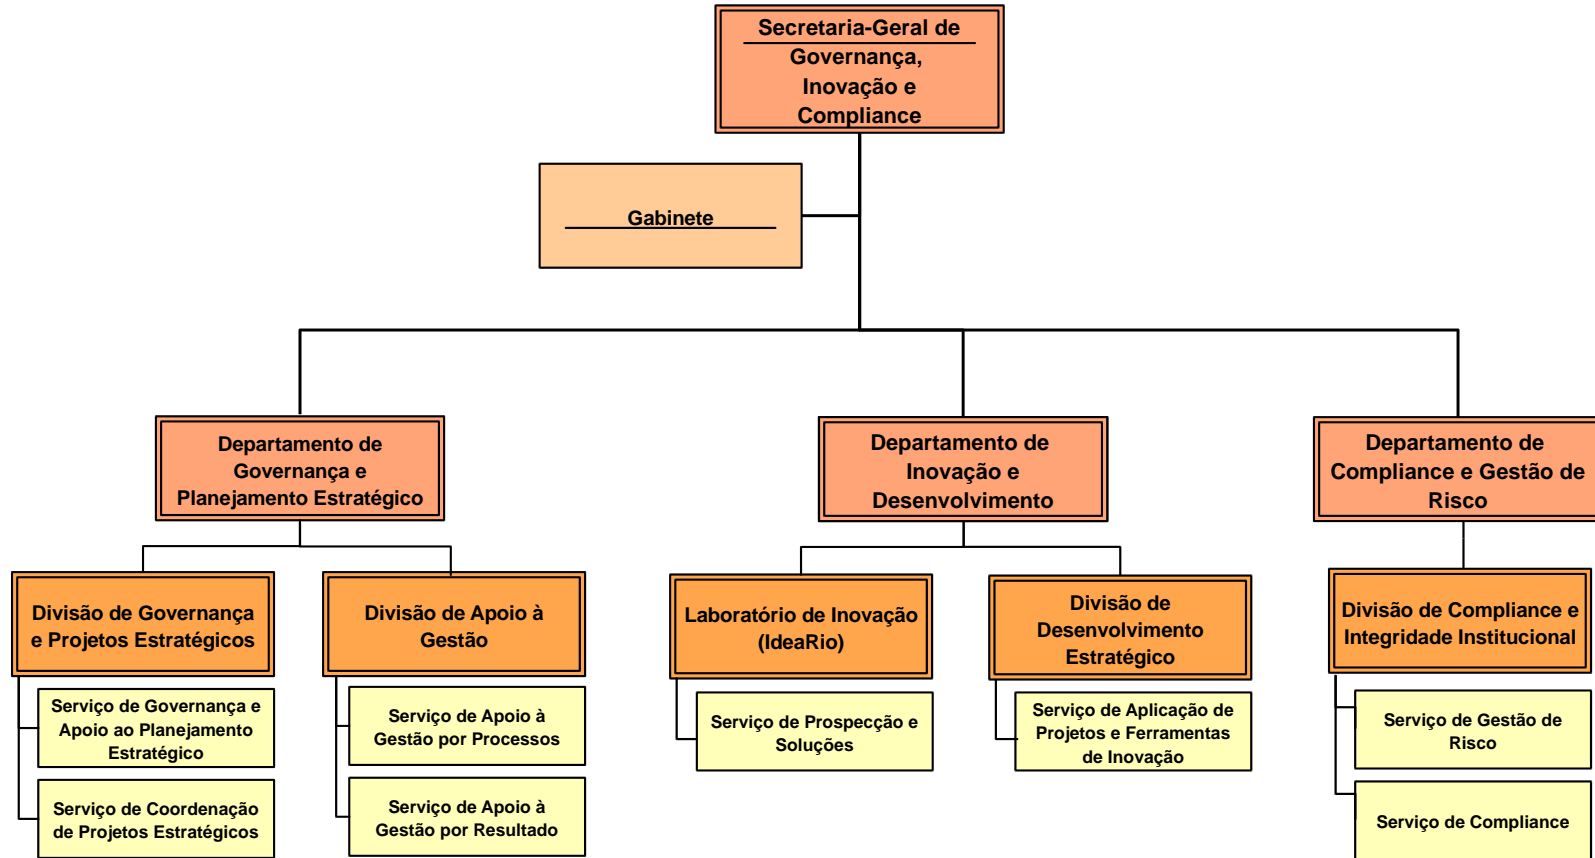 Secretaria-Geral de
Governança,
Inovação e
Compliance
Gabinete
Departamento de
Governança e
Planejamento Estratégico
Departamento de
Inovação e
Desenvolvimento
Departamento de
Compliance e Gestão de
Risco
Divisão de Governança
e Projetos Estratégicos
Divisão de Apoio à
Gestão
Laboratório de Inovação
(IdeaRio)
Divisão de
Desenvolvimento
Estratégico
Divisão de Compliance e
Integridade Institucional
Serviço de Governança e
Apoio ao Planejamento
Estratégico
Serviço de Apoio à
Gestão por Processos
Serviço de Prospecção e
Soluções
Serviço de Aplicação de
Projetos e Ferramentas
de Inovação
Serviço de Gestão de
Risco
Serviço de Coordenação
de Projetos Estratégicos
Serviço de Apoio à
Gestão por Resultado
Serviço de Compliance